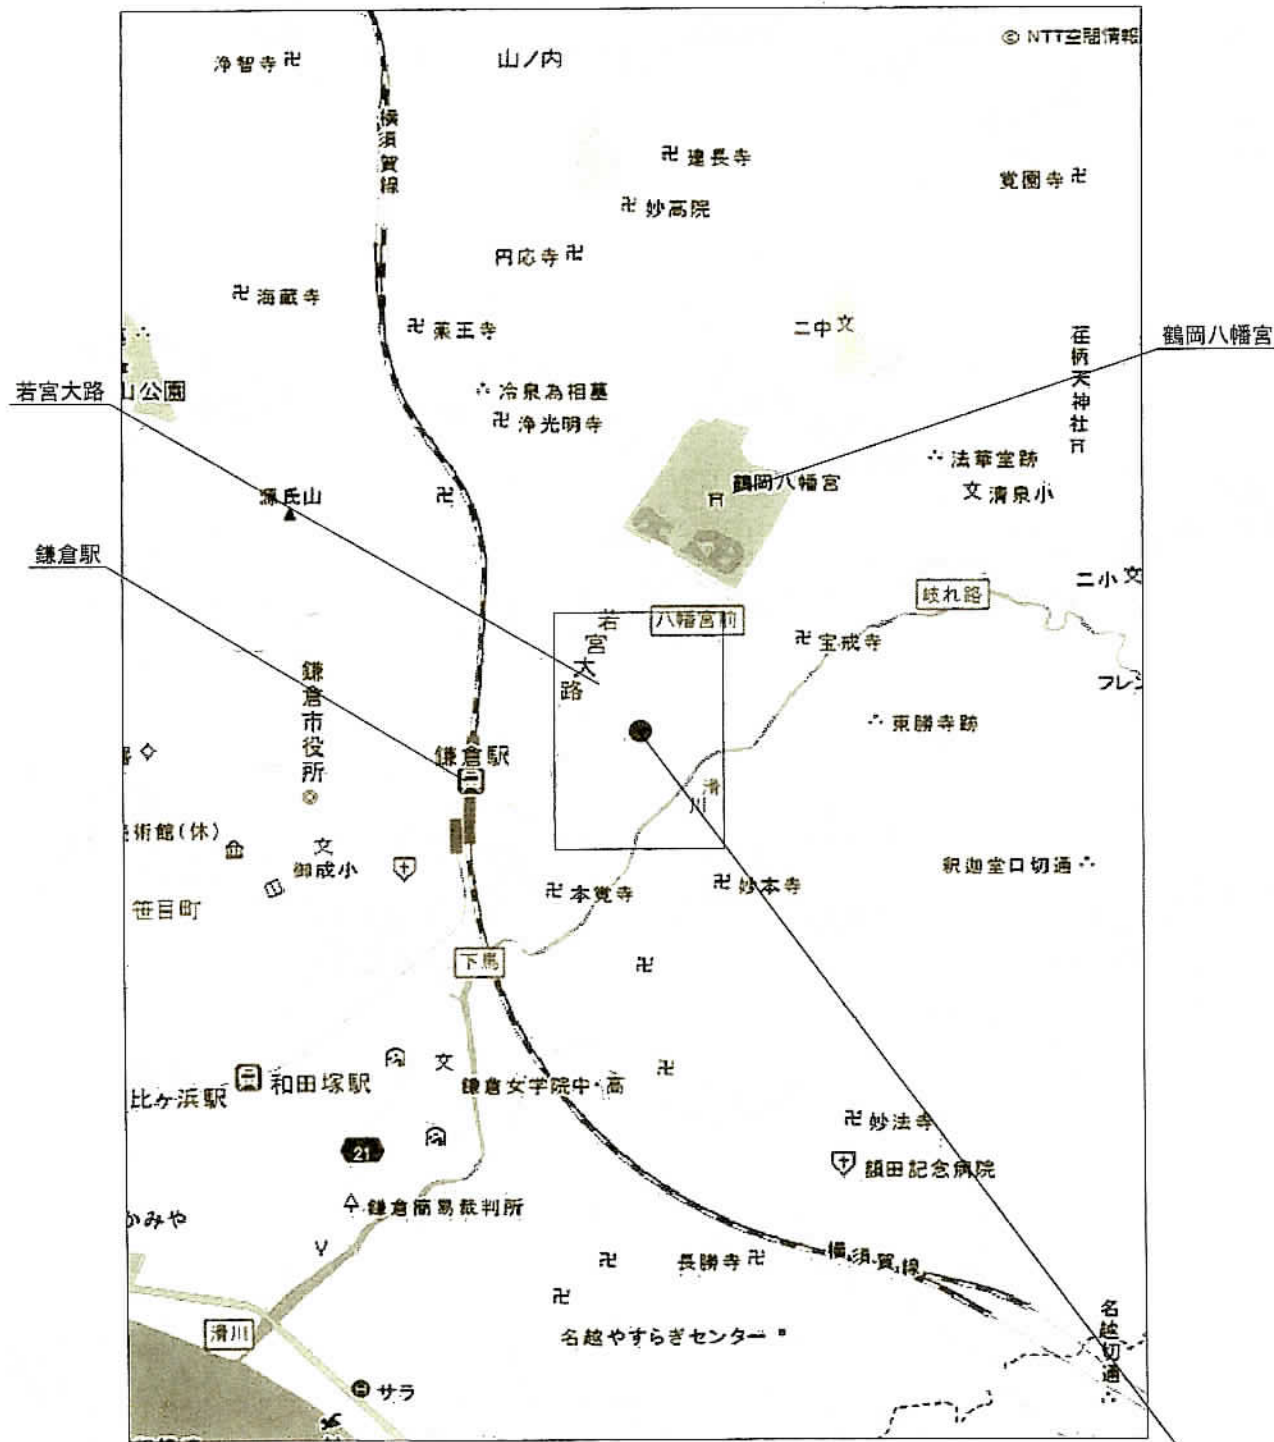 © NTT空間情報
浄智寺
山ノ内
横須賀線
建長寺
覚園寺
妙高院
円応寺
海蔵寺
薬王寺
二中
荏柄天神社
鶴岡八幡宮
若宮大路
山公園
冷泉為相墓
浄光明寺
法華堂跡
清泉小
鶴岡八幡宮
源氏山
鎌倉駅
二小
岐れ路
若宮大路
八幡宮前
宝戒寺
フレン
鎌倉市役所
東勝寺跡
鎌倉駅
滑川
術館(休)
御成小
釈迦堂口切通
笹目町
本覚寺
妙本寺
下馬
比ヶ浜駅
和田塚駅
鎌倉女学院中・高
21
妙法寺
額田記念病院
鎌倉簡易裁判所
かみや
長勝寺
横須賀線
滑川
名越やすらぎセンター
名越切通
サラ